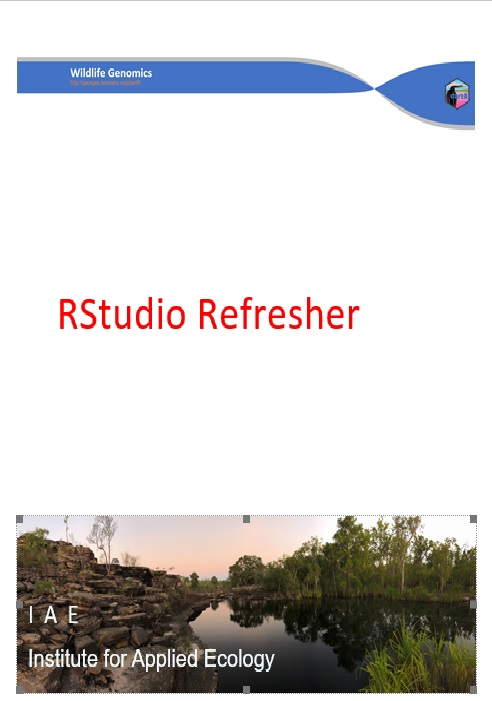 Wildlife Genomics
RStudio Refresher
I A E
Institute for Applied Ecology